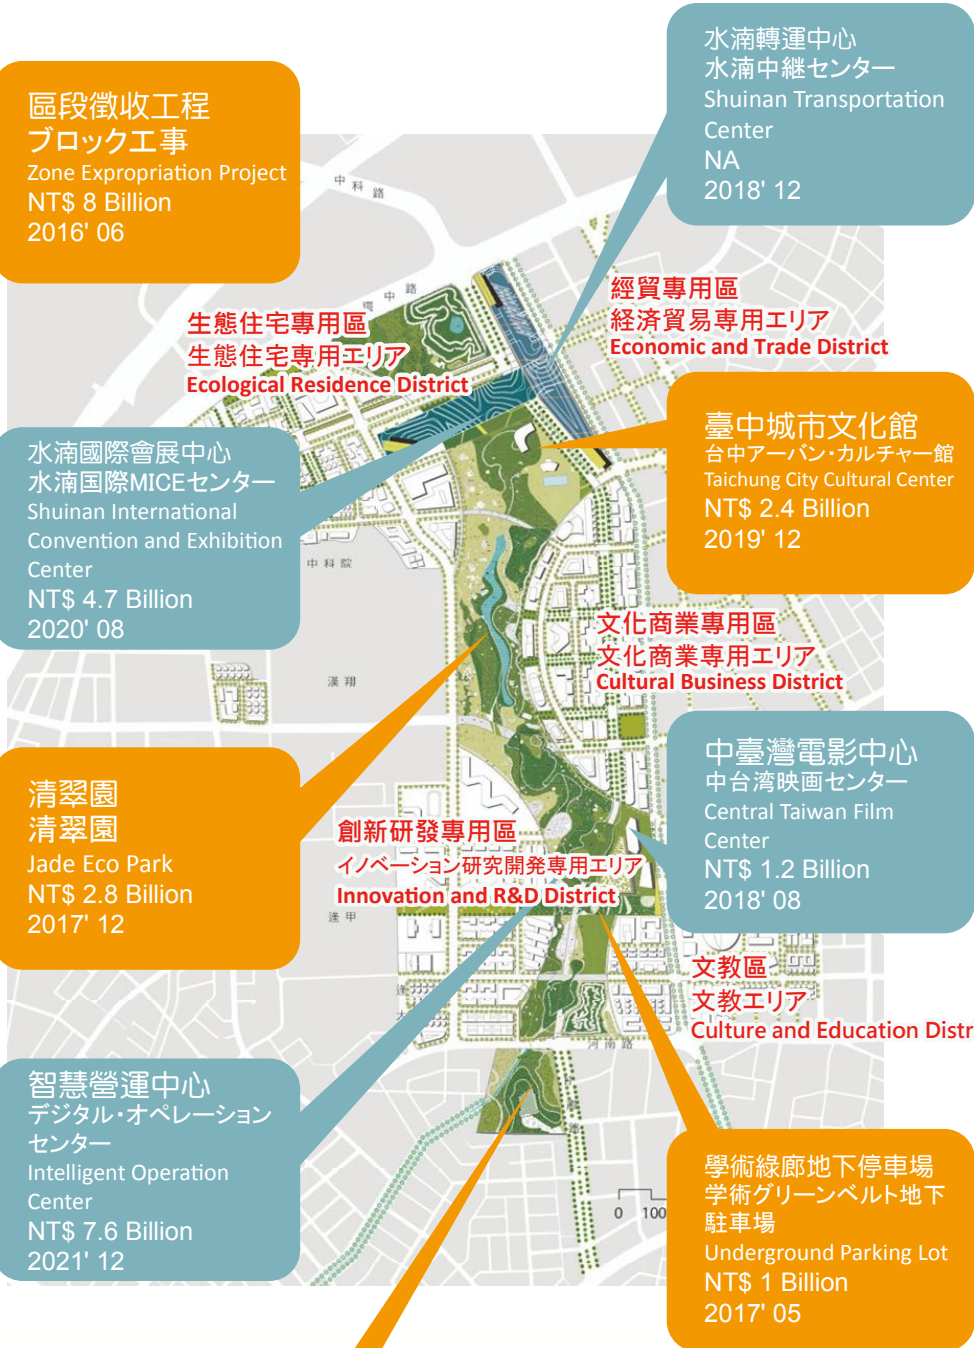 水湳轉運中心
水湳中継センター
Shuinan Transportation
Center
NA
2018' 12
區段徵收工程
ブロック工事
Zone Expropriation Project
NT$ 8 Billion
2016' 06
中科路
環中路
生態住宅專用區
生態住宅専用エリア
Ecological Residence District
經貿專用區
経済貿易専用エリア
Economic and Trade District
水湳國際會展中心
水湳国際MICEセンター
Shuinan International
Convention and Exhibition
Center
NT$ 4.7 Billion
2020' 08
臺中城市文化館
台中アーバン・カルチャー館
Taichung City Cultural Center
NT$ 2.4 Billion
2019' 12
中科院
文化商業專用區
文化商業専用エリア
Cultural Business District
漢翔
清翠園
清翠園
Jade Eco Park
NT$ 2.8 Billion
2017' 12
中臺灣電影中心
中台湾映画センター
Central Taiwan Film
Center
NT$ 1.2 Billion
2018' 08
創新研發專用區
イノベーション研究開発専用エリア
Innovation and R&D District
逢甲
文教區
文教エリア
Culture and Education Distr
逢
大
河南路
智慧營運中心
デジタル・オペレーション
センター
Intelligent Operation
Center
NT$ 7.6 Billion
2021' 12
0 100
學術綠廊地下停車場
学術グリーンベルト地下
駐車場
Underground Parking Lot
NT$ 1 Billion
2017' 05